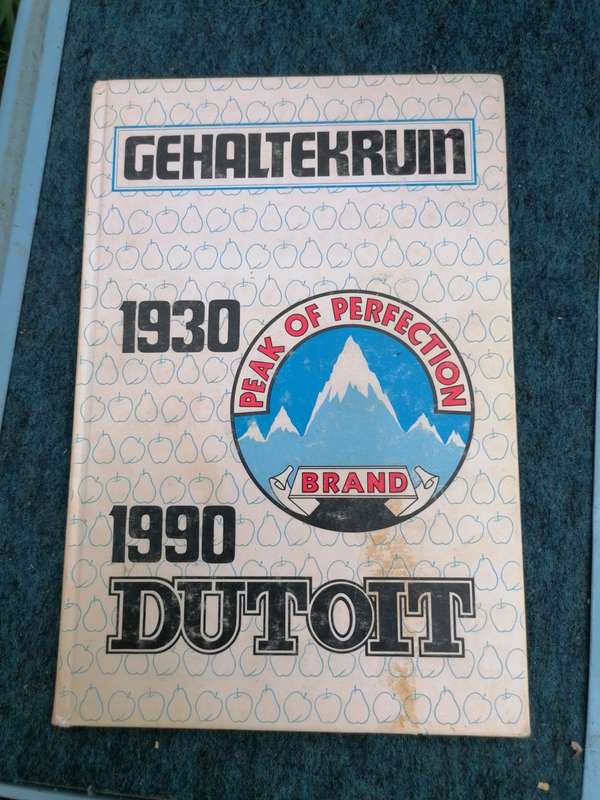 GEHALTEKRUIN
1930
PEAK OF PERFECTION
BRAND
1990
DUTOIT